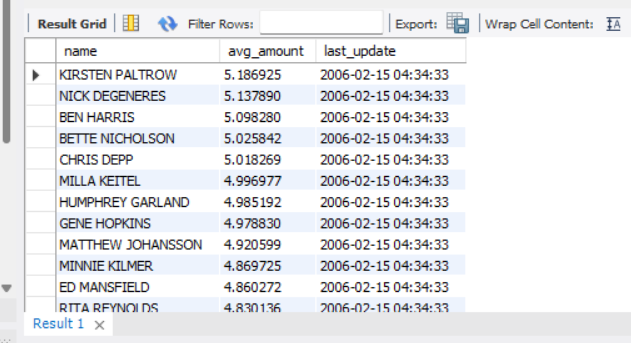 Result Grid Filter Rows: Export: Wrap Cell Content:
name avg_amount last_update
KIRSTEN PALTROW 5.186925 2006-02-15 04:34:33
NICK DEGENERES 5.137890 2006-02-15 04:34:33
BEN HARRIS 5.098280 2006-02-15 04:34:33
BETTE NICHOLSON 5.025842 2006-02-15 04:34:33
CHRIS DEPP 5.018269 2006-02-15 04:34:33
MILLA KEITEL 4.996977 2006-02-15 04:34:33
HUMPHREY GARLAND 4.985192 2006-02-15 04:34:33
GENE HOPKINS 4.978830 2006-02-15 04:34:33
MATTHEW JOHANSSON 4.920599 2006-02-15 04:34:33
MINNIE KILMER 4.869725 2006-02-15 04:34:33
ED MANSFIELD 4.860272 2006-02-15 04:34:33
RITA REYNOLDS 4.830136 2006-02-15 04:34:33
Result 1